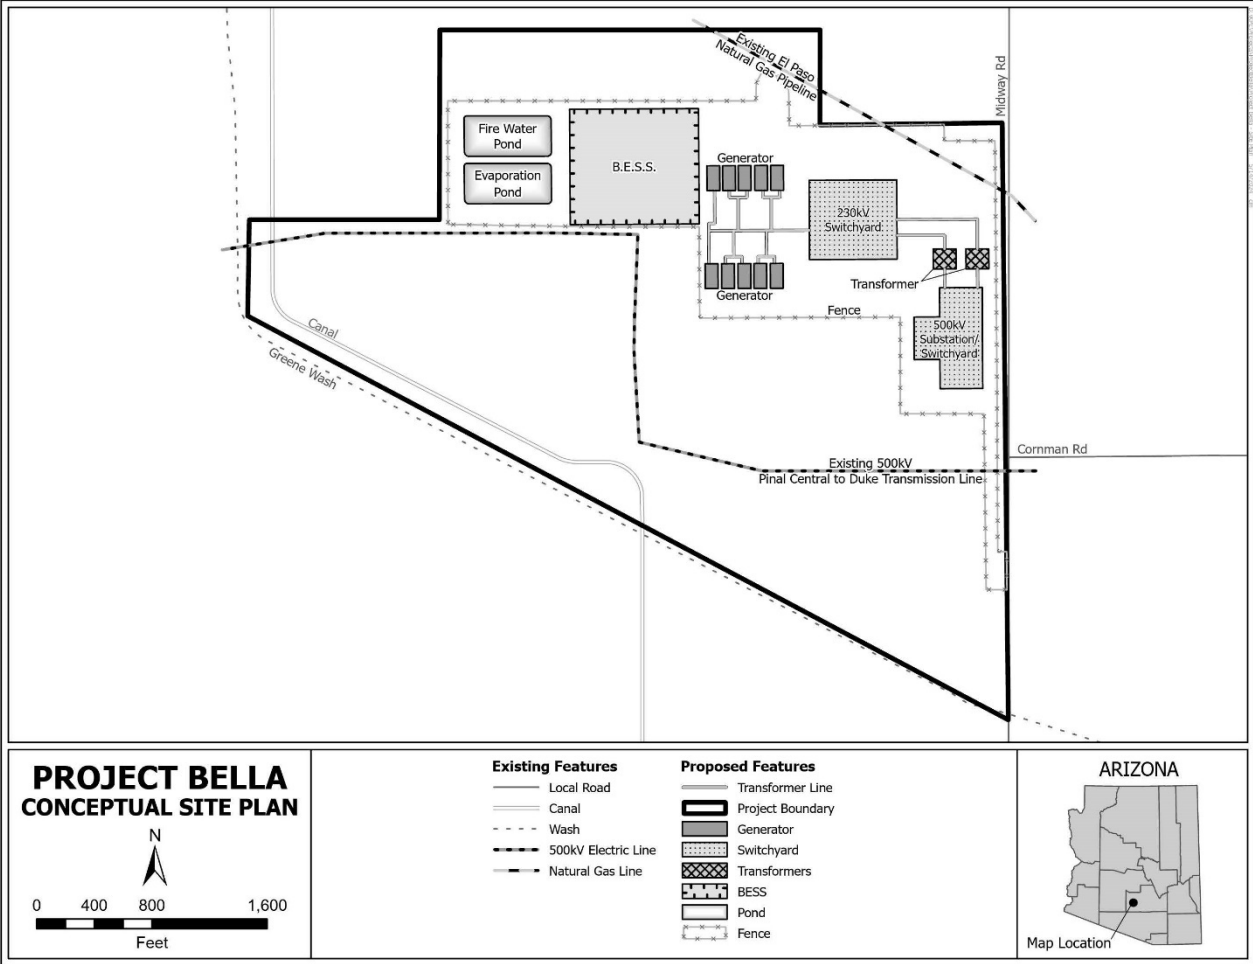 Existing El Paso
Natural Gas Pipeline
Midway Rd
Fire Water
Pond
Evaporation
Pond
B.E.S.S.
Generator
230kV
Switchyard
Transformer
Generator
Fence
500kV
Substation/
Switchyard
Canal
Greene Wash
Cornman Rd
Existing 500kV
Pinal Central to Duke Transmission Line
PROJECT BELLA
CONCEPTUAL SITE PLAN
N
0 400 800 1,600
Feet
Existing Features
Local Road
Canal
Wash
500kV Electric Line
Natural Gas Line
Proposed Features
Transformer Line
Project Boundary
Generator
Switchyard
Transformers
BESS
Pond
Fence
ARIZONA
Map Location